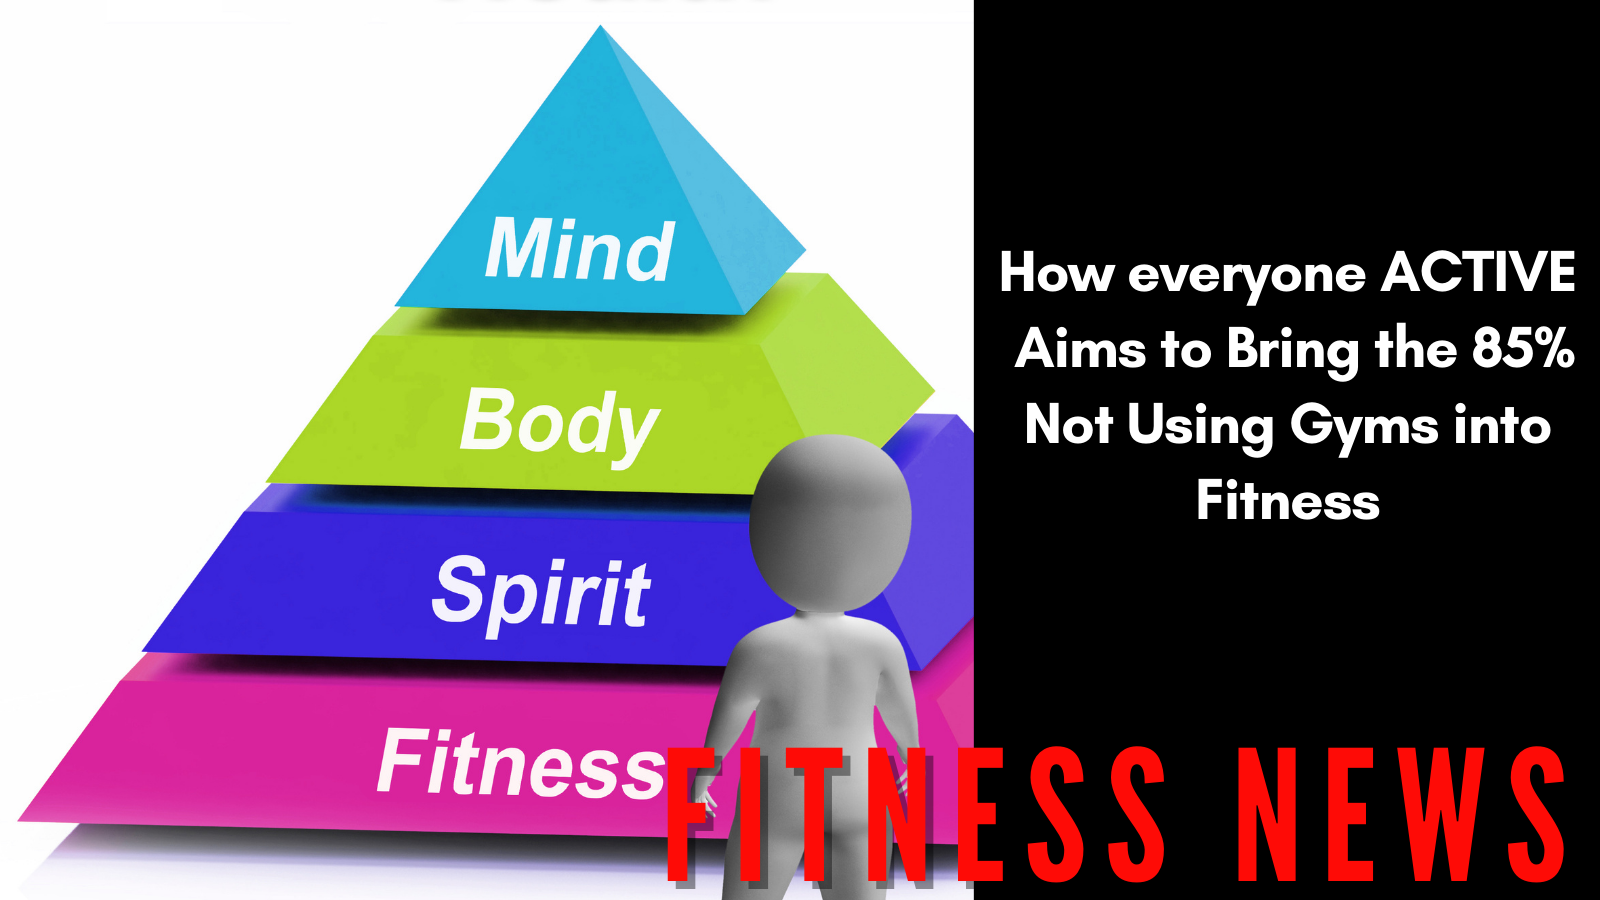 Mind
Body
Spirit
Fitness
How everyone ACTIVE
Aims to Bring the 85%
Not Using Gyms into
Fitness
FITNESS NEWS